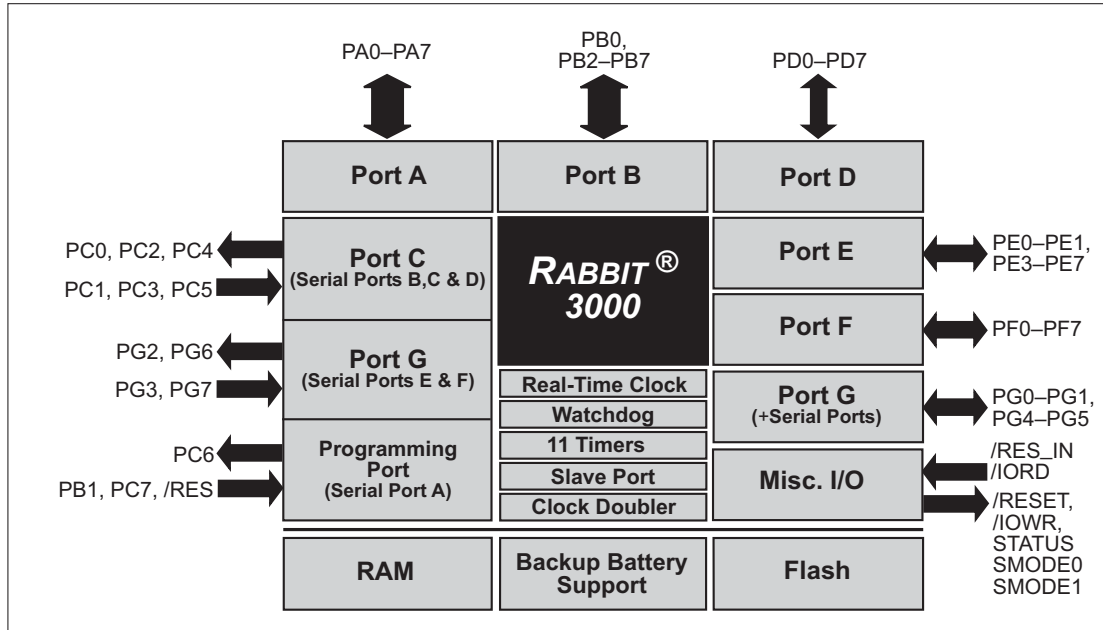 PA0–PA7
PB0,
PB2–PB7
PD0–PD7
Port A
Port B
Port D
PC0, PC2, PC4
PC1, PC3, PC5
Port C
(Serial Ports B,C & D)
RABBIT ®
3000
Port E
PE0–PE1,
PE3–PE7
Port F
PF0–PF7
PG2, PG6
PG3, PG7
Port G
(Serial Ports E & F)
Real-Time Clock
Watchdog
11 Timers
Slave Port
Clock Doubler
Port G
(+Serial Ports)
PG0–PG1,
PG4–PG5
PC6
PB1, PC7, /RES
Programming
Port
(Serial Port A)
Misc. I/O
/RES_IN
/IORD
/RESET,
/IOWR,
STATUS
SMODE0
SMODE1
RAM
Backup Battery
Support
Flash